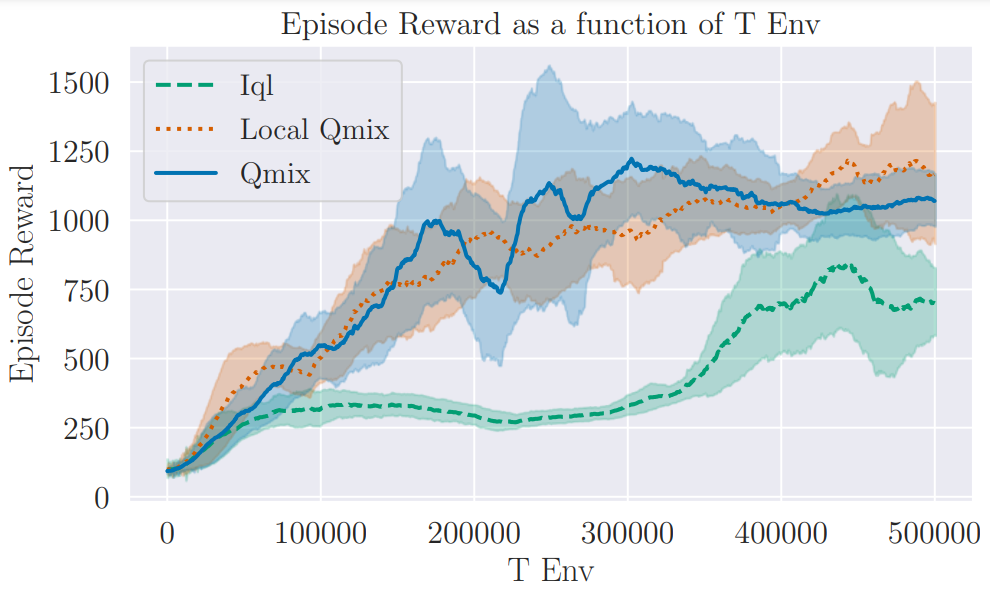 Episode Reward as a function of T Env
Iql
Local Qmix
Qmix
Episode Reward
1500
1250
1000
750
500
250
0
0 100000 200000 300000 400000 500000
T Env